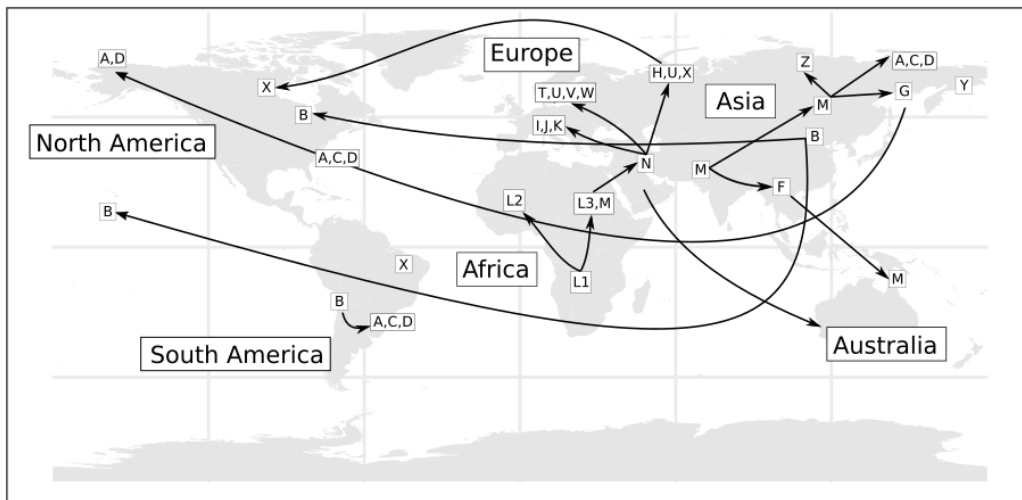 Europe
A,D
Z
A,C,D
H,U,X
X
Y
T,U,V,W
Asia
G
M
B
I,J,K
B
North America
A,C,D
N
M
F
L2
L3,M
B
X
Africa
L1
M
B
A,C,D
South America
Australia